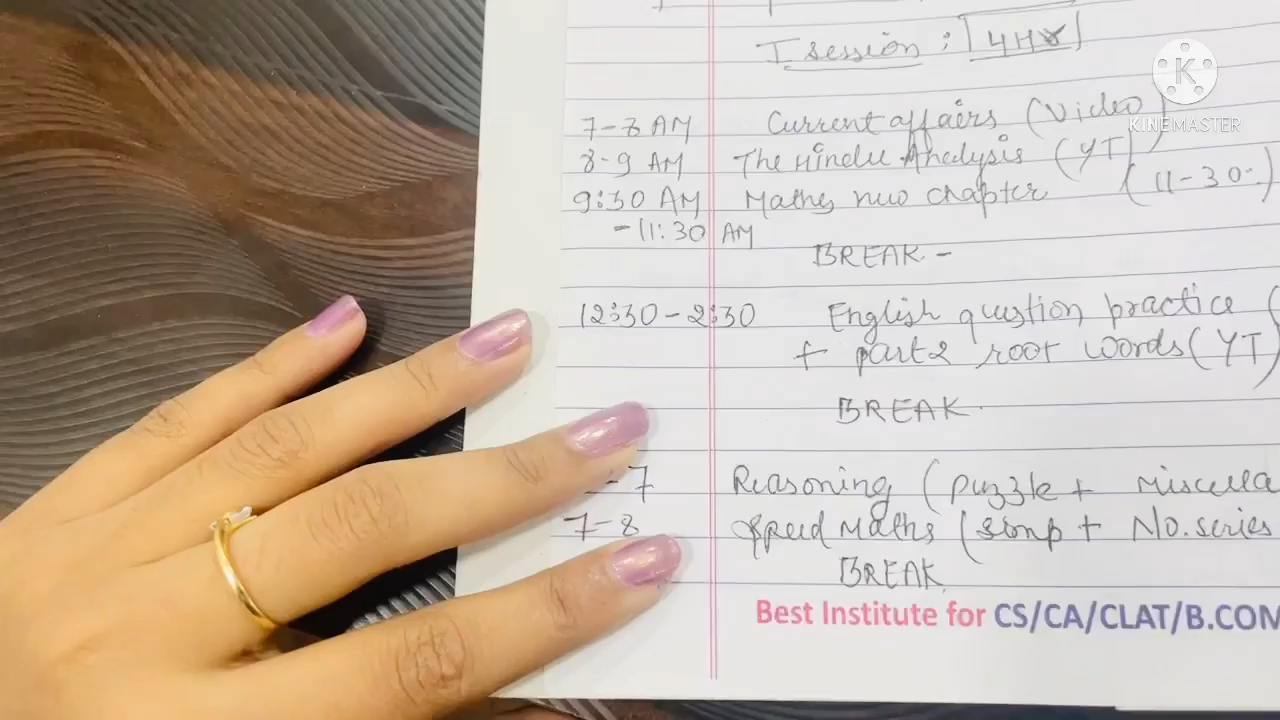 I session : 4HR
KINEMASTER
7-8 AM Current affairs (Video)
8-9 AM The Hindu Analysis (YT)
9:30 AM Maths new chapter (11-30:)
-11:30 AM
BREAK -
12:30-2:30 English question practice (
+ part 2 root words (YT)
BREAK.
-7 Reasoning (puzzle + Miscella
7-8 Speed Maths (simp + No. series
BREAK
Best Institute for CS/CA/CLAT/B.COM